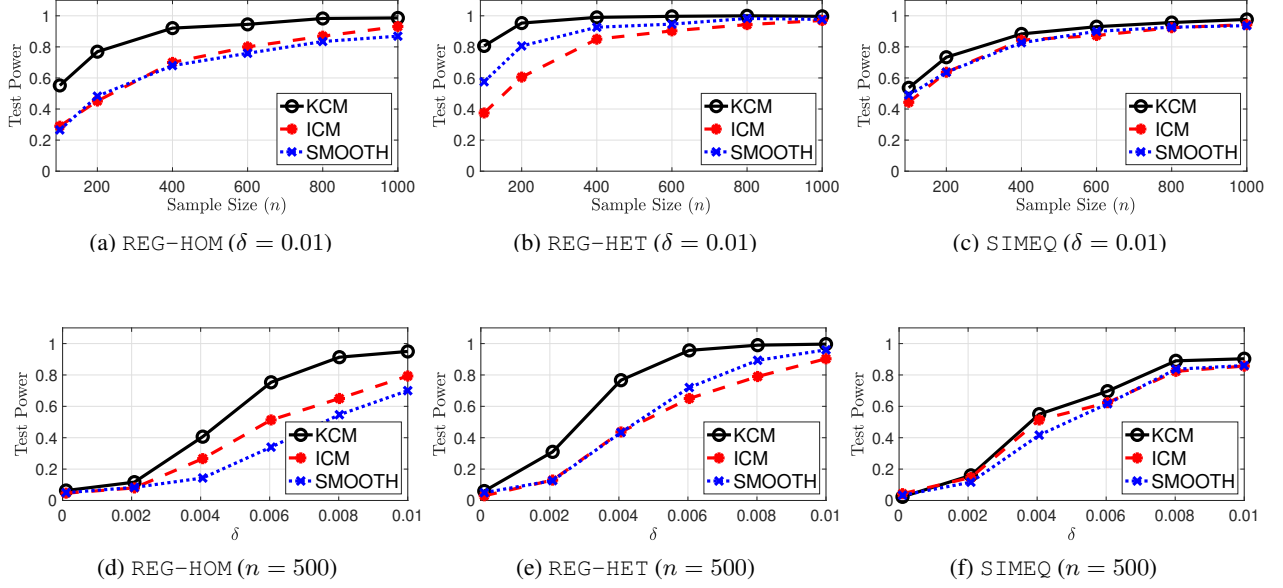 1
0.8
0.6
0.4
0.2
0
Test Power
KCM
ICM
SMOOTH
200 400 600 800 1000
Sample Size (n)
(a) REG-HOM (δ = 0.01)
1
0.8
0.6
0.4
0.2
0
Test Power
KCM
ICM
SMOOTH
200 400 600 800 1000
Sample Size (n)
(b) REG-HET (δ = 0.01)
1
0.8
0.6
0.4
0.2
0
Test Power
KCM
ICM
SMOOTH
200 400 600 800 1000
Sample Size (n)
(c) SIMEQ (δ = 0.01)
1
0.8
0.6
0.4
0.2
0
Test Power
KCM
ICM
SMOOTH
0 0.002 0.004 0.006 0.008 0.01
δ
(d) REG-HOM (n = 500)
1
0.8
0.6
0.4
0.2
0
Test Power
KCM
ICM
SMOOTH
0 0.002 0.004 0.006 0.008 0.01
δ
(e) REG-HET (n = 500)
1
0.8
0.6
0.4
0.2
0
Test Power
KCM
ICM
SMOOTH
0 0.002 0.004 0.006 0.008 0.01
δ
(f) SIMEQ (n = 500)